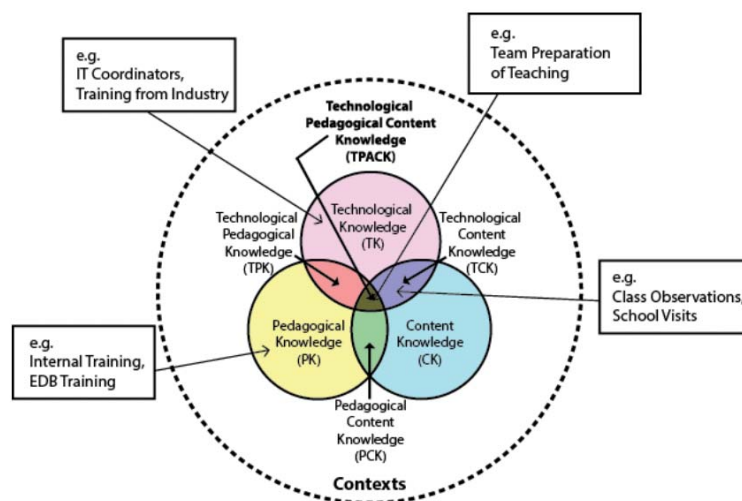 e.g.
IT Coordinators,
Training from Industry
e.g.
Team Preparation
of Teaching
Technological
Pedagogical Content
Knowledge
(TPACK)
Technological
Knowledge
(TK)
Technological
Pedagogical
Knowledge
(TPK)
Technological
Content
Knowledge
(TCK)
e.g.
Class Observations,
School Visits
Pedagogical
Knowledge
(PK)
Content
Knowledge
(CK)
e.g.
Internal Training,
EDB Training
Pedagogical
Content
Knowledge
(PCK)
Contexts